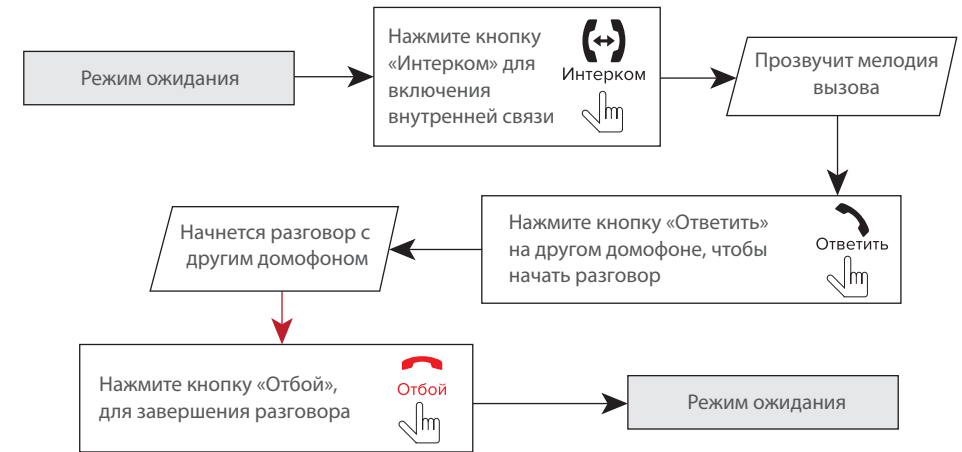 Режим ожидания
Нажмите кнопку
«Интерком» для
включения
внутренней связи
Интерком
Прозвучит мелодия
вызова
Нажмите кнопку «Ответить»
на другом домофоне, чтобы
начать разговор
Ответить
Начнется разговор с
другим домофоном
Нажмите кнопку «Отбой»,
для завершения разговора
Отбой
Режим ожидания